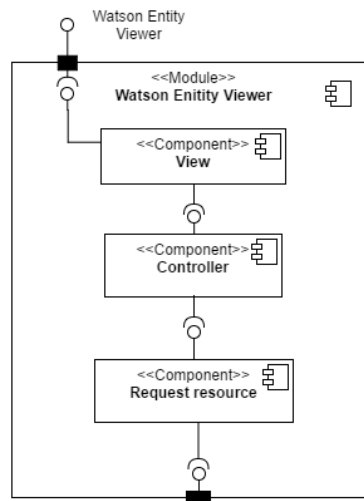 Watson Entity
Viewer
<<Module>>
Watson Enitity Viewer
<<Component>>
View
<<Component>>
Controller
<<Component>>
Request resource